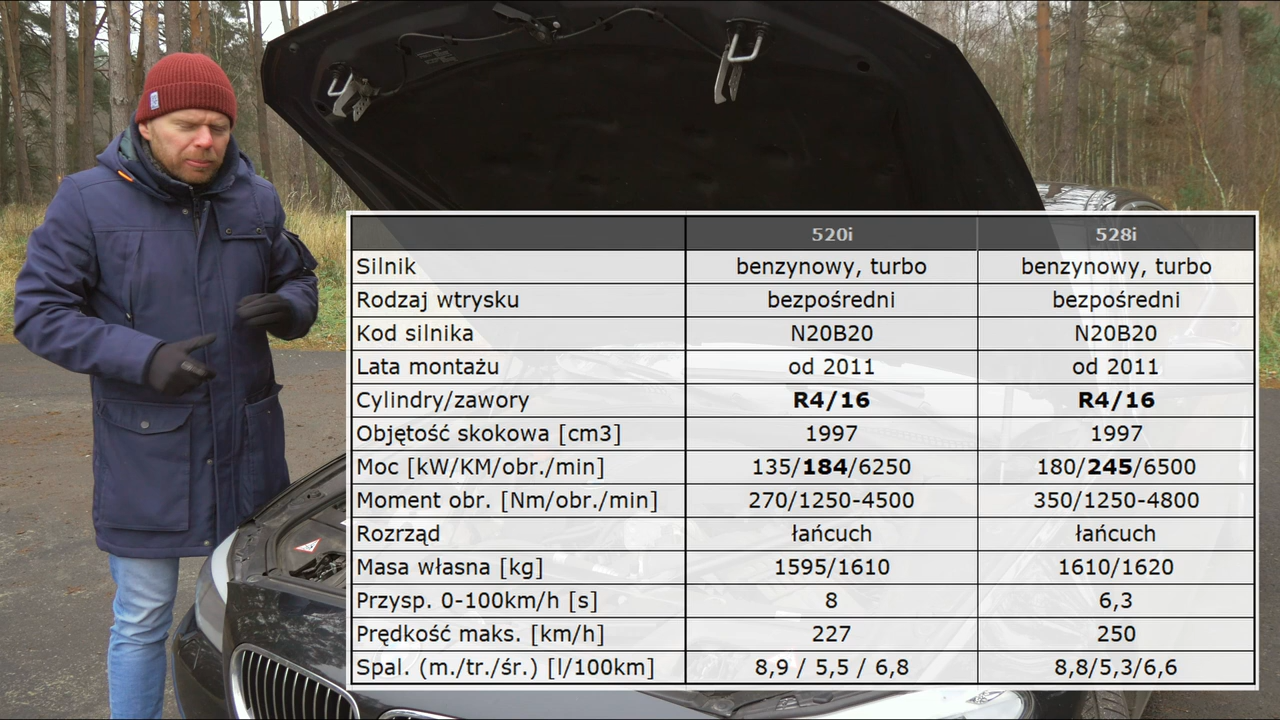 520i 528i
Silnik benzynowy, turbo benzynowy, turbo
Rodzaj wtrysku bezpośredni bezpośredni
Kod silnika N20B20 N20B20
Lata montażu od 2011 od 2011
Cylindry/zawory R4/16 R4/16
Objętość skokowa [cm3] 1997 1997
Moc [kW/KM/obr./min] 135/184/6250 180/245/6500
Moment obr. [Nm/obr./min] 270/1250-4500 350/1250-4800
Rozrząd łańcuch łańcuch
Masa własna [kg] 1595/1610 1610/1620
Przysp. 0-100km/h [s] 8 6,3
Prędkość maks. [km/h] 227 250
Spal. (m./tr./śr.) [l/100km] 8,9 / 5,5 / 6,8 8,8/5,3/6,6